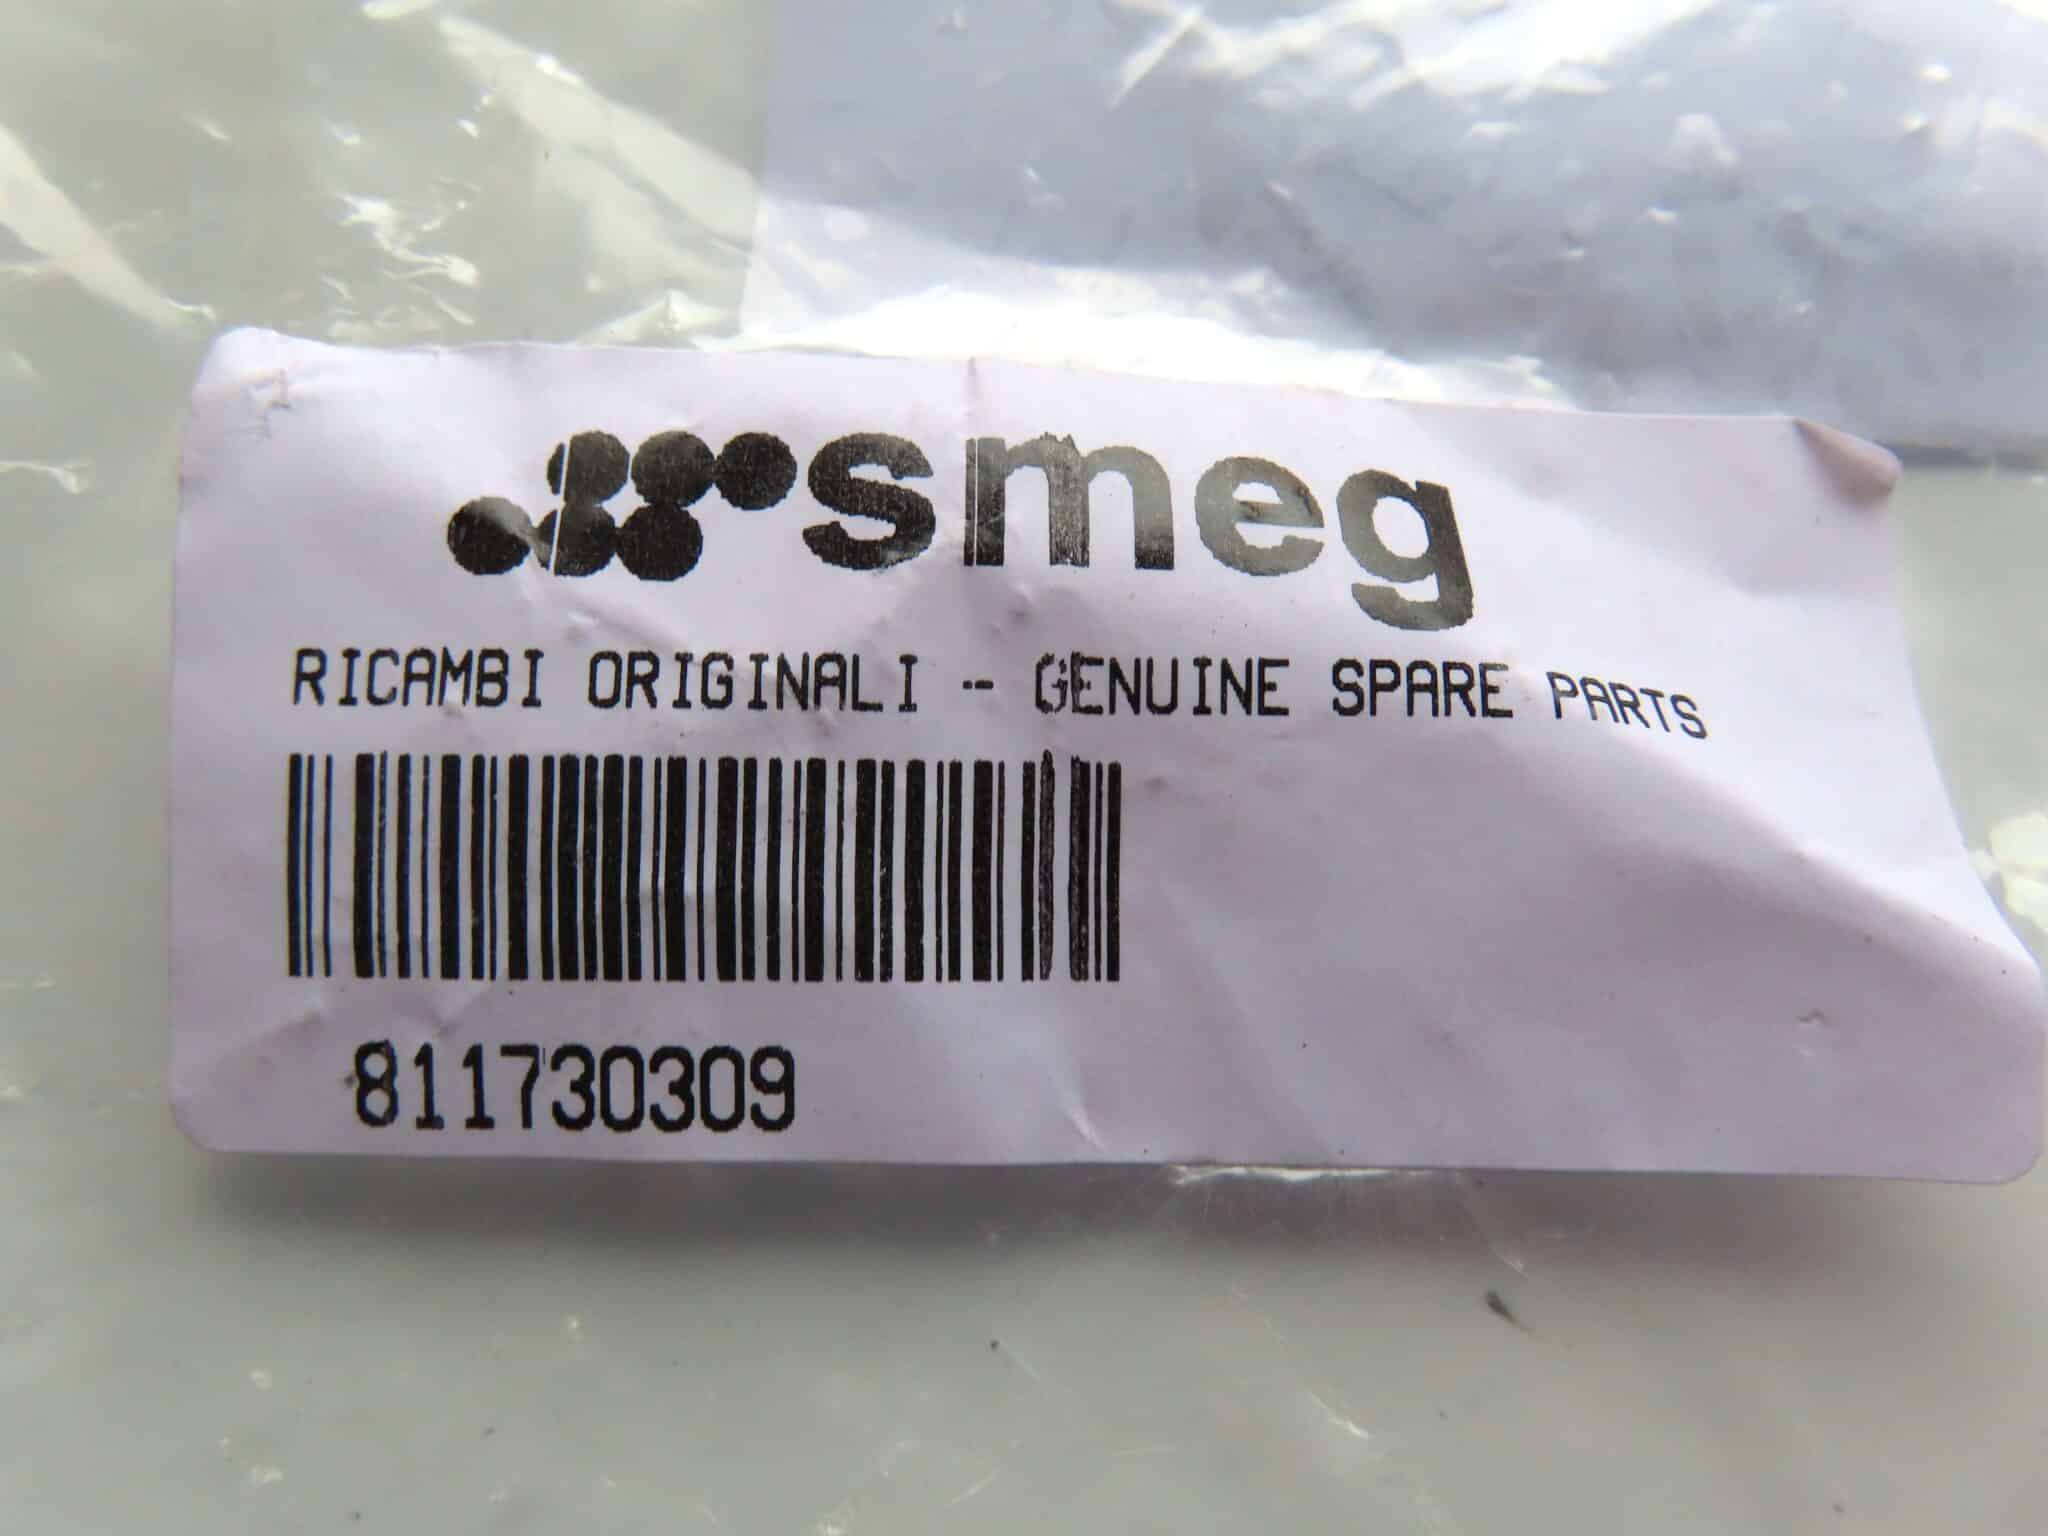 smeg
RICAMBI ORIGINALI - GENUINE SPARE PARTS
811730309